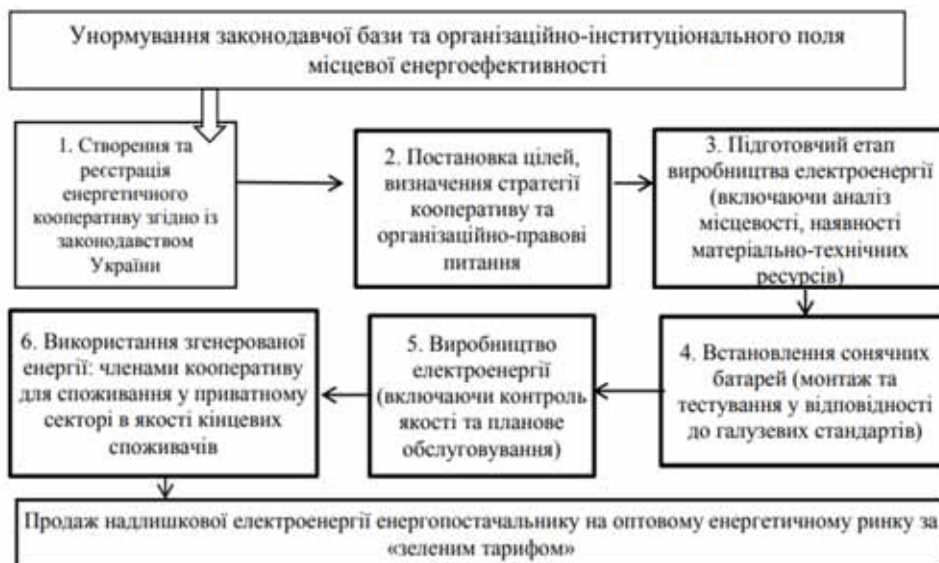 Унормування законодавчої бази та організаційно-інституціонального поля
місцевої енергоефективності
1. Створення та
реєстрація
енергетичного
кооперативу згідно із
законодавством
України
2. Постановка цілей,
визначення стратегії
кооперативу та
організаційно-правові
питання
3. Підготовчий етап
виробництва електроенергії
(включаючи аналіз
місцевості, наявності
матеріально-технічних
ресурсів)
4. Встановлення сонячних
батарей (монтаж та
тестування у відповідності
до галузевих стандартів)
5. Виробництво
електроенергії
(включаючи контроль
якості та планове
обслуговування)
6. Використання згенерованої
енергії: членами кооперативу
для споживання у приватному
секторі в якості кінцевих
споживачів
Продаж надлишкової електроенергії енергопостачальнику на оптовому енергетичному ринку за
«зеленим тарифом»